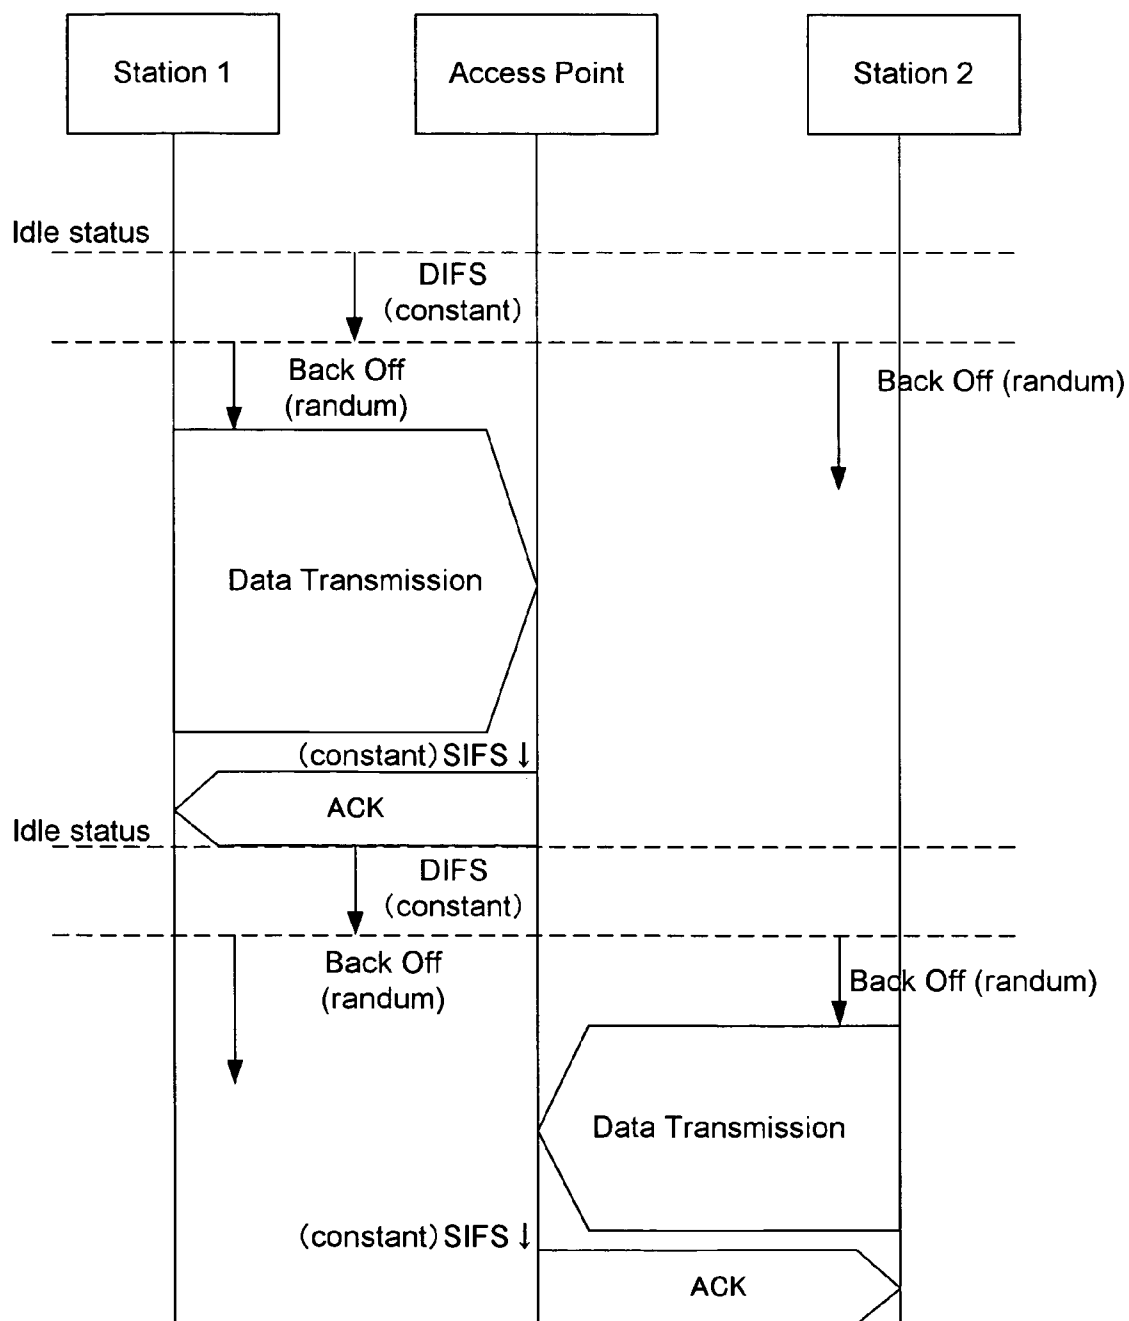 Station 1
Access Point
Station 2
Idle status
DIFS
(constant)
Back Off
(randum)
Back Off (randum)
Data Transmission
(constant) SIFS ↓
ACK
Idle status
DIFS
(constant)
Back Off
(randum)
Back Off (randum)
Data Transmission
(constant) SIFS ↓
ACK